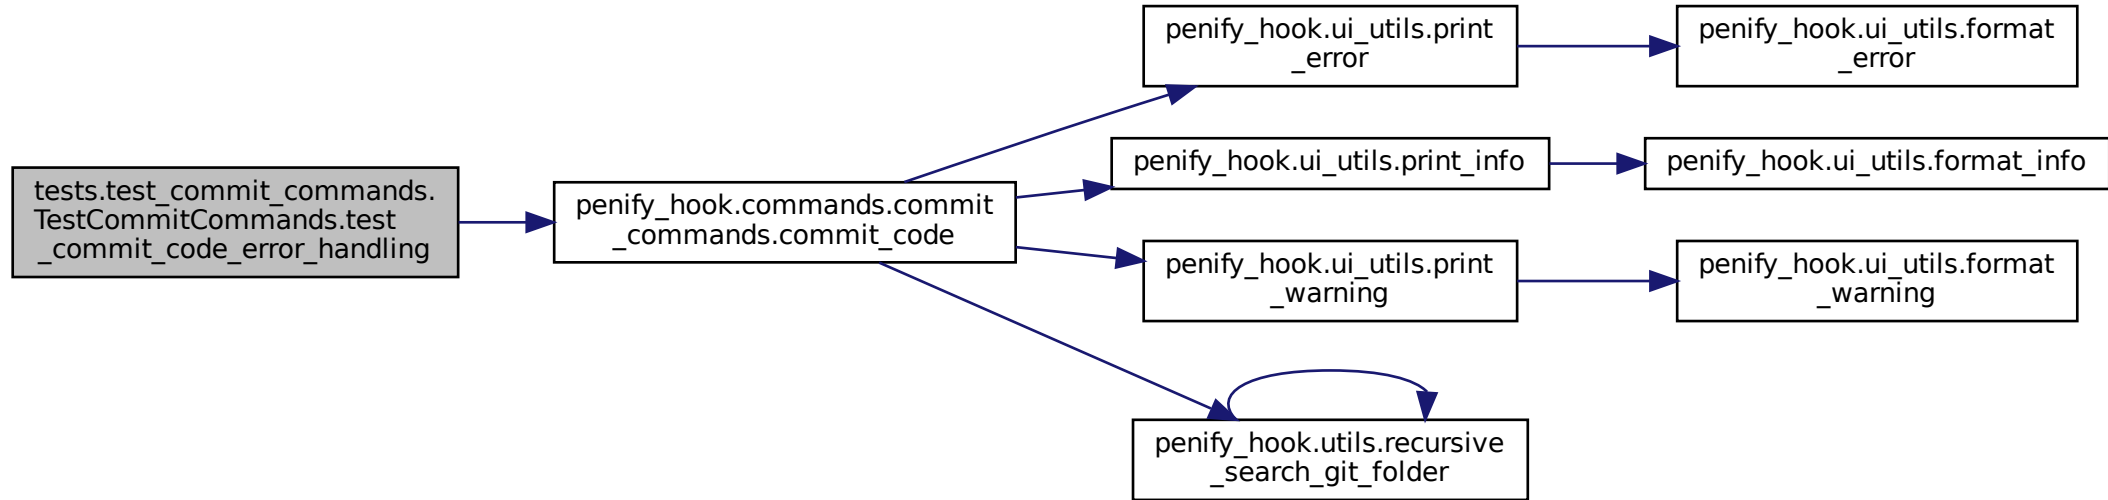 tests.test_commit_commands.
TestCommitCommands.test
_commit_code_error_handling
penify_hook.commands.commit
_commands.commit_code
penify_hook.ui_utils.print
_error
penify_hook.ui_utils.format
_error
penify_hook.ui_utils.print_info
penify_hook.ui_utils.format_info
penify_hook.ui_utils.print
_warning
penify_hook.ui_utils.format
_warning
penify_hook.utils.recursive
_search_git_folder